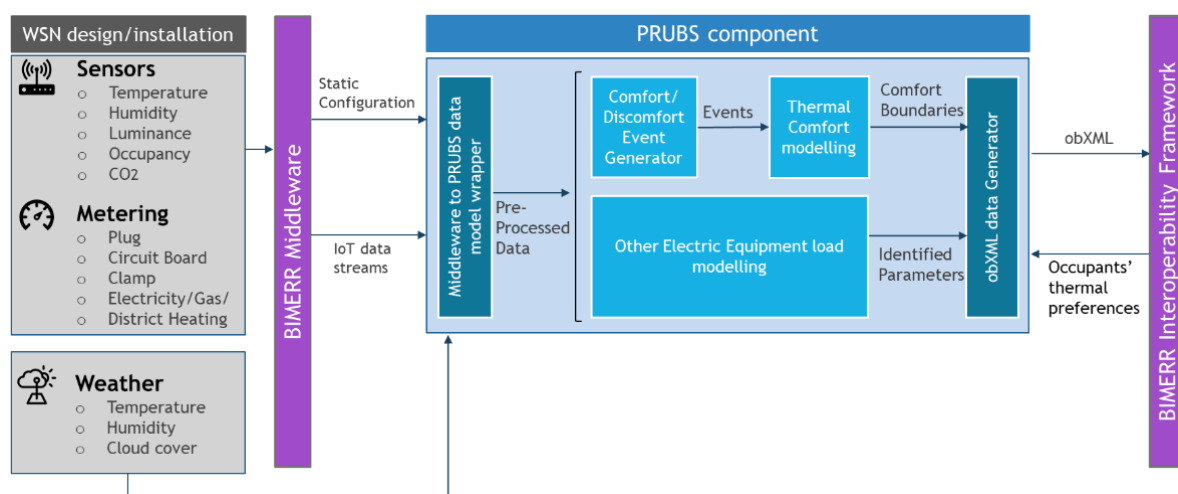 WSN design/installation
Sensors
Temperature
Humidity
Luminance
Occupancy
CO2
Metering
Plug
Circuit Board
Clamp
Electricity/Gas/
District Heating
Weather
Temperature
Humidity
Cloud cover
BIMERR Middleware
Static
Configuration
IoT data
streams
PRUBS component
Middleware to PRUBS data
model wrapper
Pre-
Processed
Data
Comfort/
Discomfort
Event
Generator
Events
Thermal
Comfort
modelling
Comfort
Boundaries
Other Electric Equipment load
modelling
Identified
Parameters
obXML data Generator
obXML
Occupants'
thermal
preferences
BIMERR Interoperability Framework